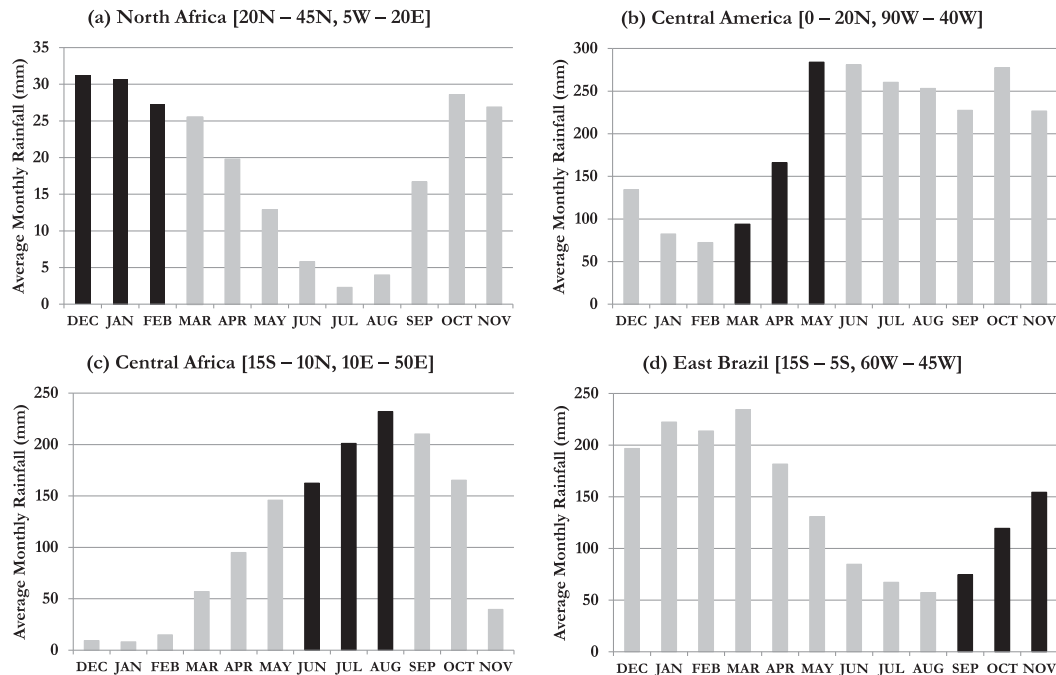 (a) North Africa [20N – 45N, 5W – 20E]
Average Monthly Rainfall (mm)
35
30
25
20
15
10
5
0
DEC JAN FEB MAR APR MAY JUN JUL AUG SEP OCT NOV
(b) Central America [0 – 20N, 90W – 40W]
Average Monthly Rainfall (mm)
300
250
200
150
100
50
0
DEC JAN FEB MAR APR MAY JUN JUL AUG SEP OCT NOV
(c) Central Africa [15S – 10N, 10E – 50E]
Average Monthly Rainfall (mm)
250
200
150
100
50
0
DEC JAN FEB MAR APR MAY JUN JUL AUG SEP OCT NOV
(d) East Brazil [15S – 5S, 60W – 45W]
Average Monthly Rainfall (mm)
250
200
150
100
50
0
DEC JAN FEB MAR APR MAY JUN JUL AUG SEP OCT NOV